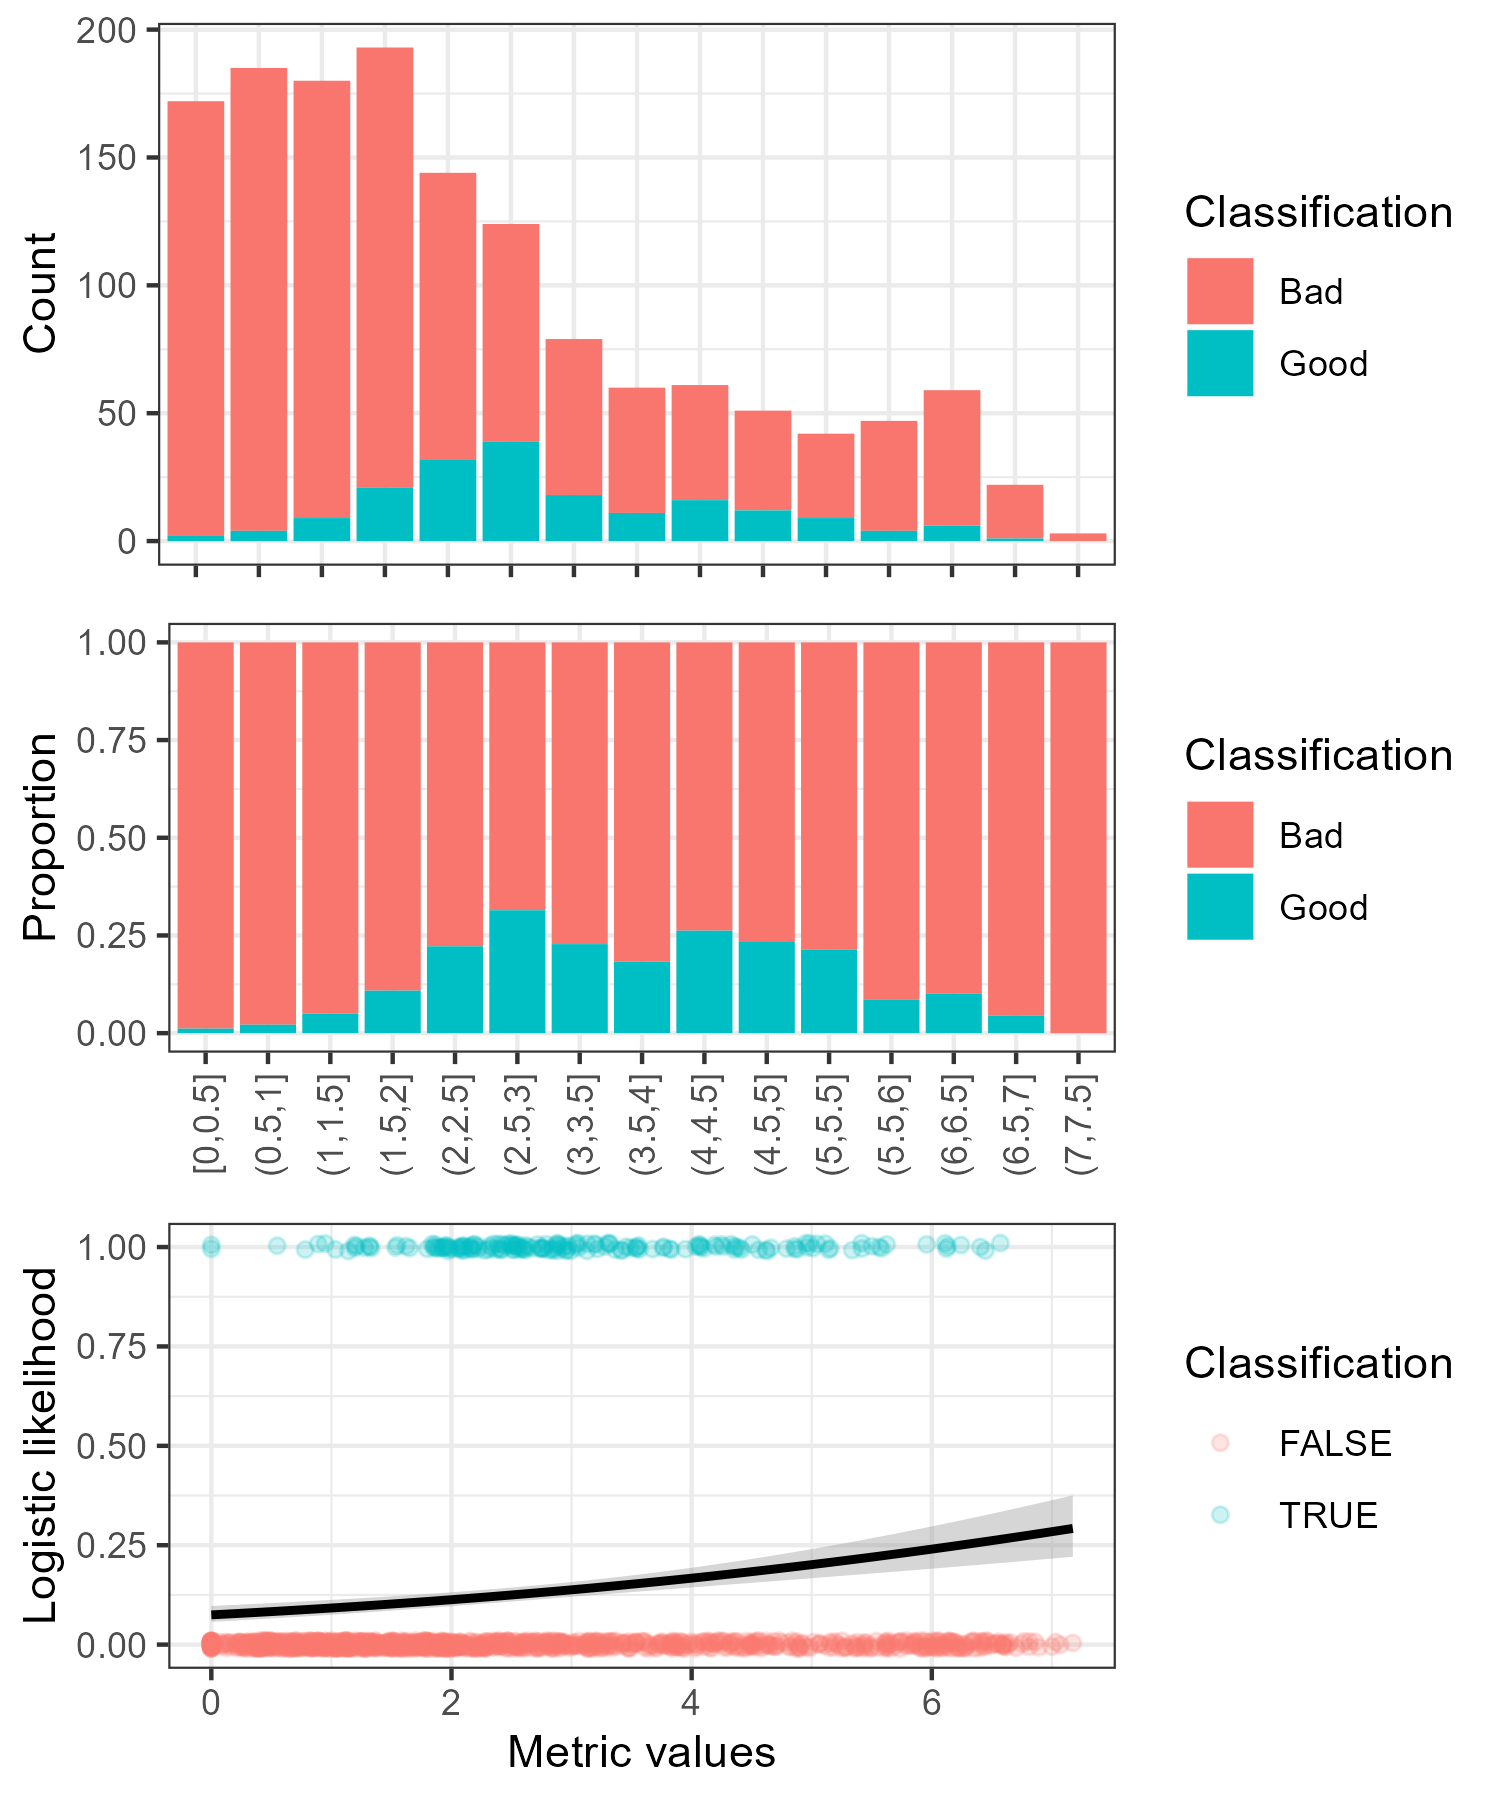 200
150
100
50
0
Count
Classification
Bad
Good
1.00
0.75
0.50
0.25
0.00
Proportion
[0,0.5]
(0.5,1]
(1,1.5]
(1.5,2]
(2,2.5]
(2.5,3]
(3,3.5]
(3.5,4]
(4,4.5]
(4.5,5]
(5,5.5]
(5.5,6]
(6,6.5]
(6.5,7]
(7,7.5]
Classification
Bad
Good
1.00
0.75
0.50
0.25
0.00
Logistic likelihood
0 2 4 6
Metric values
Classification
FALSE
TRUE